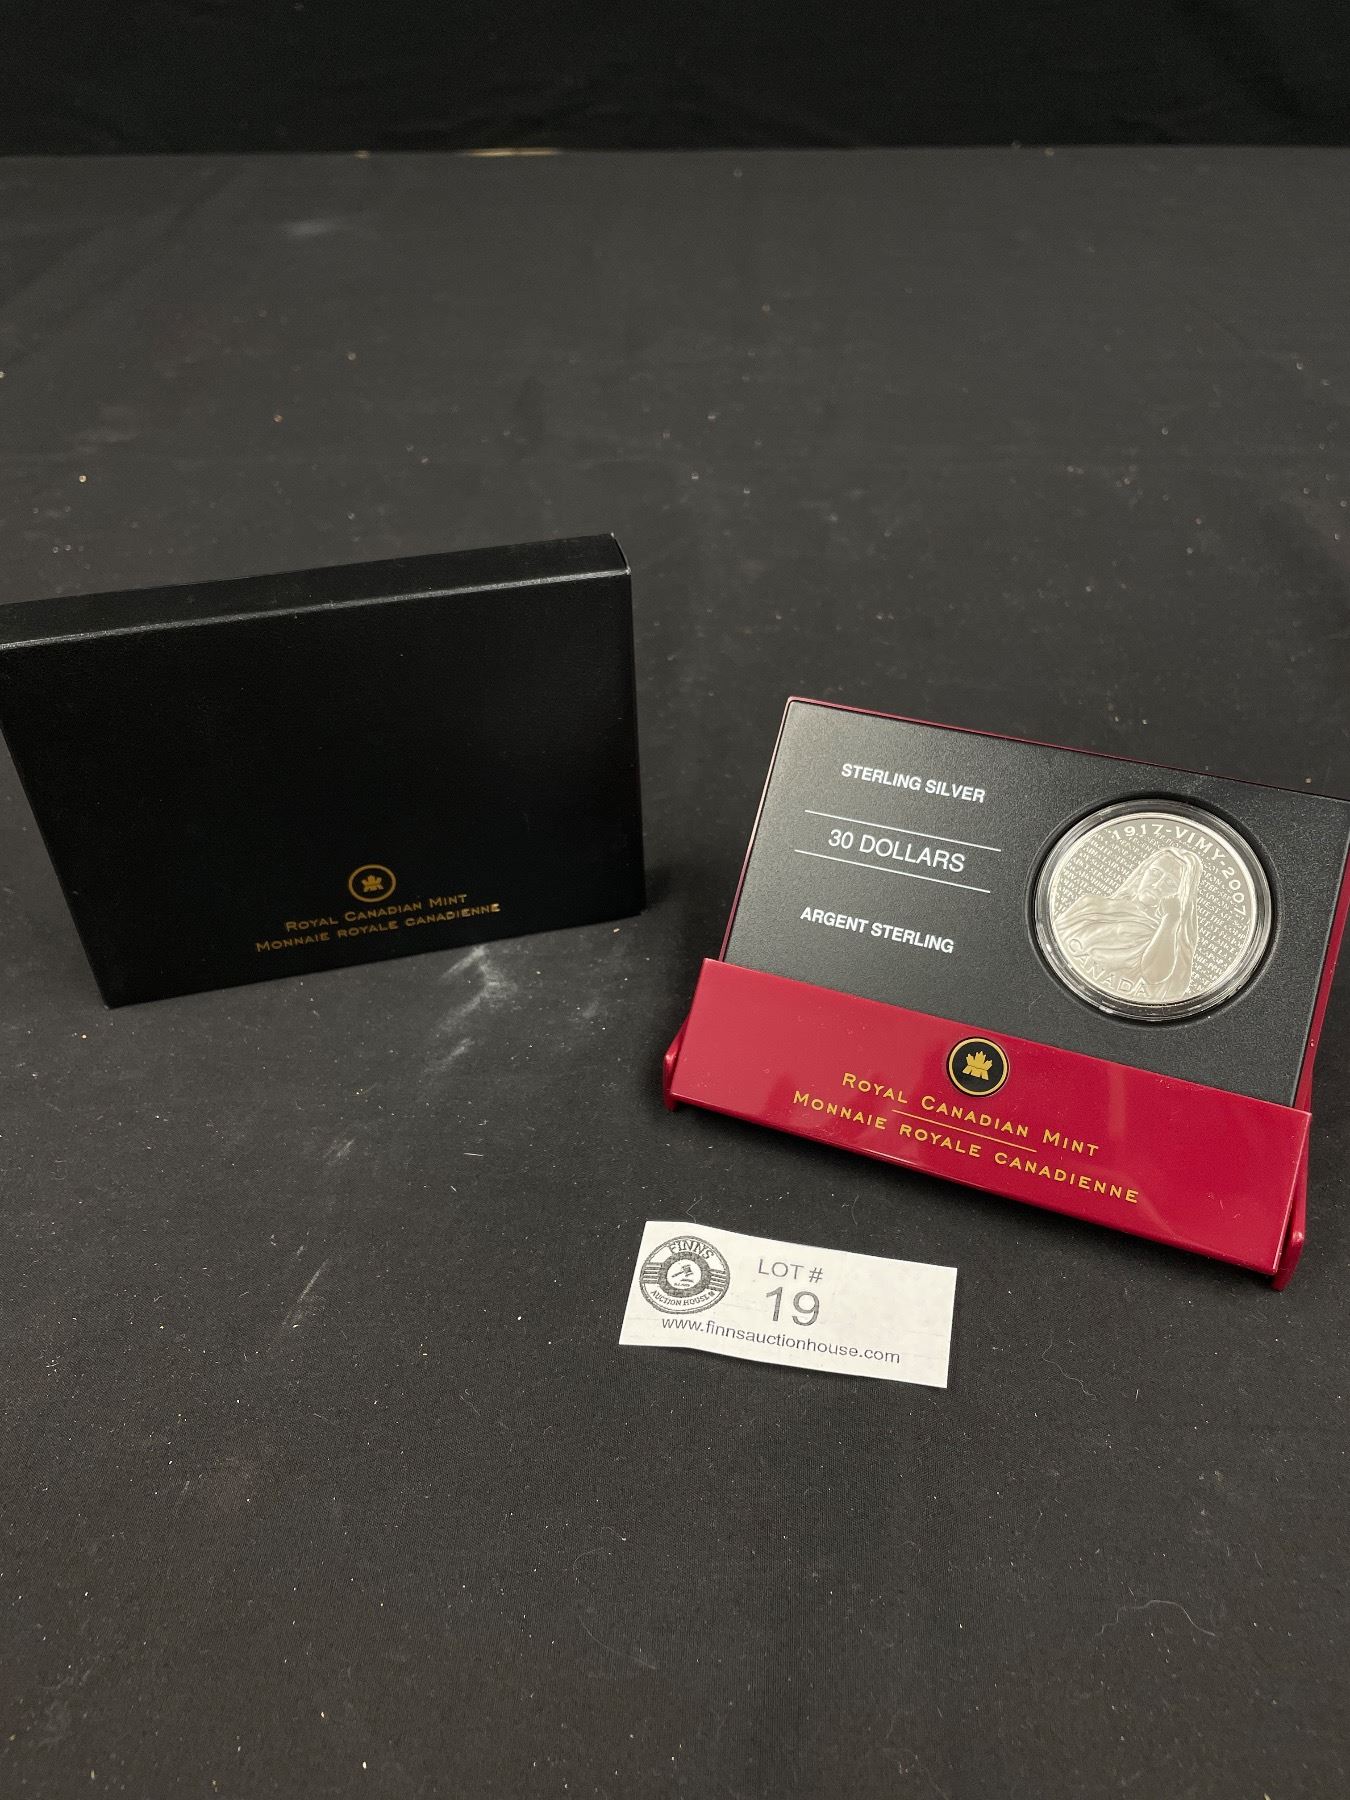 ROYAL CANADIAN MINT
MONNAIE ROYALE CANADIENNE
STERLING SILVER
30 DOLLARS
ARGENT STERLING
1917-VIMY-2007
CANADA
ROYAL CANADIAN MINT
MONNAIE ROYALE CANADIENNE
FINNS
AUCTION HOUSE
LOT #
19
www.finnsauctionhouse.com